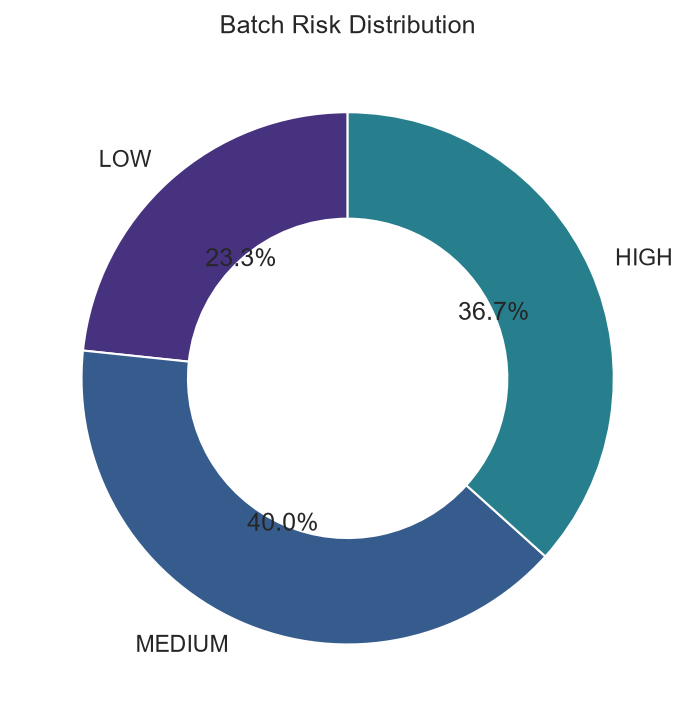 Batch Risk Distribution
LOW
23.3%
HIGH
36.7%
40.0%
MEDIUM